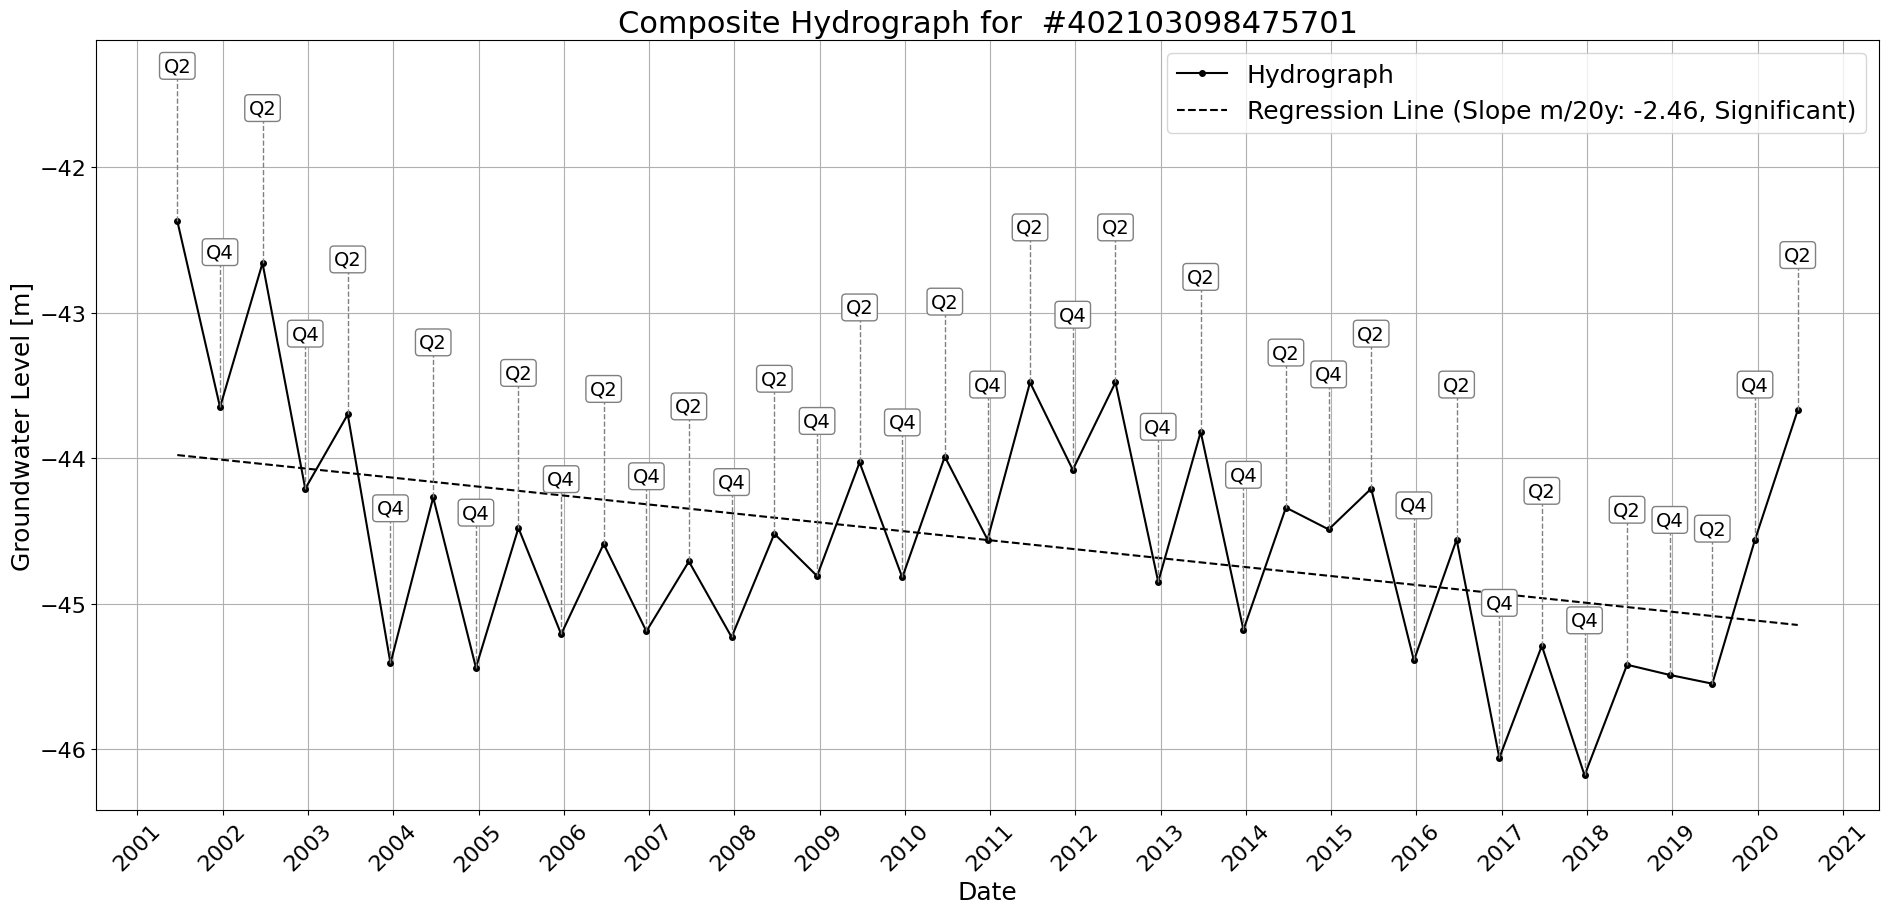 Composite Hydrograph for  #402103098475701
Hydrograph
Regression Line (Slope m/20y: -2.46, Significant)
Groundwater Level [m]
−42
−43
−44
−45
−46
Q2
Q4
Q2
Q4
Q2
Q4
Q2
Q4
Q2
Q4
Q2
Q4
Q2
Q4
Q2
Q4
Q2
Q4
Q2
Q4
Q2
Q4
Q2
Q4
Q2
Q4
Q2
Q4
Q2
Q4
Q2
Q4
Q2
Q4
Q2
Q4
Q2
Q4
Q2
2001
2002
2003
2004
2005
2006
2007
2008
2009
2010
2011
2012
2013
2014
2015
2016
2017
2018
2019
2020
2021
Date